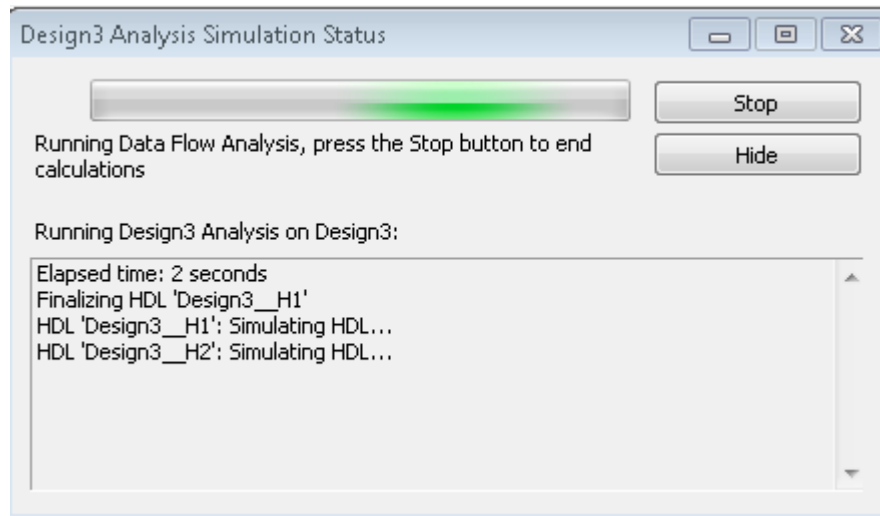 Design3 Analysis Simulation Status
Stop
Running Data Flow Analysis, press the Stop button to end
calculations
Hide
Running Design3 Analysis on Design3:
Elapsed time: 2 seconds
Finalizing HDL 'Design3__H1'
HDL 'Design3__H1': Simulating HDL...
HDL 'Design3__H2': Simulating HDL...